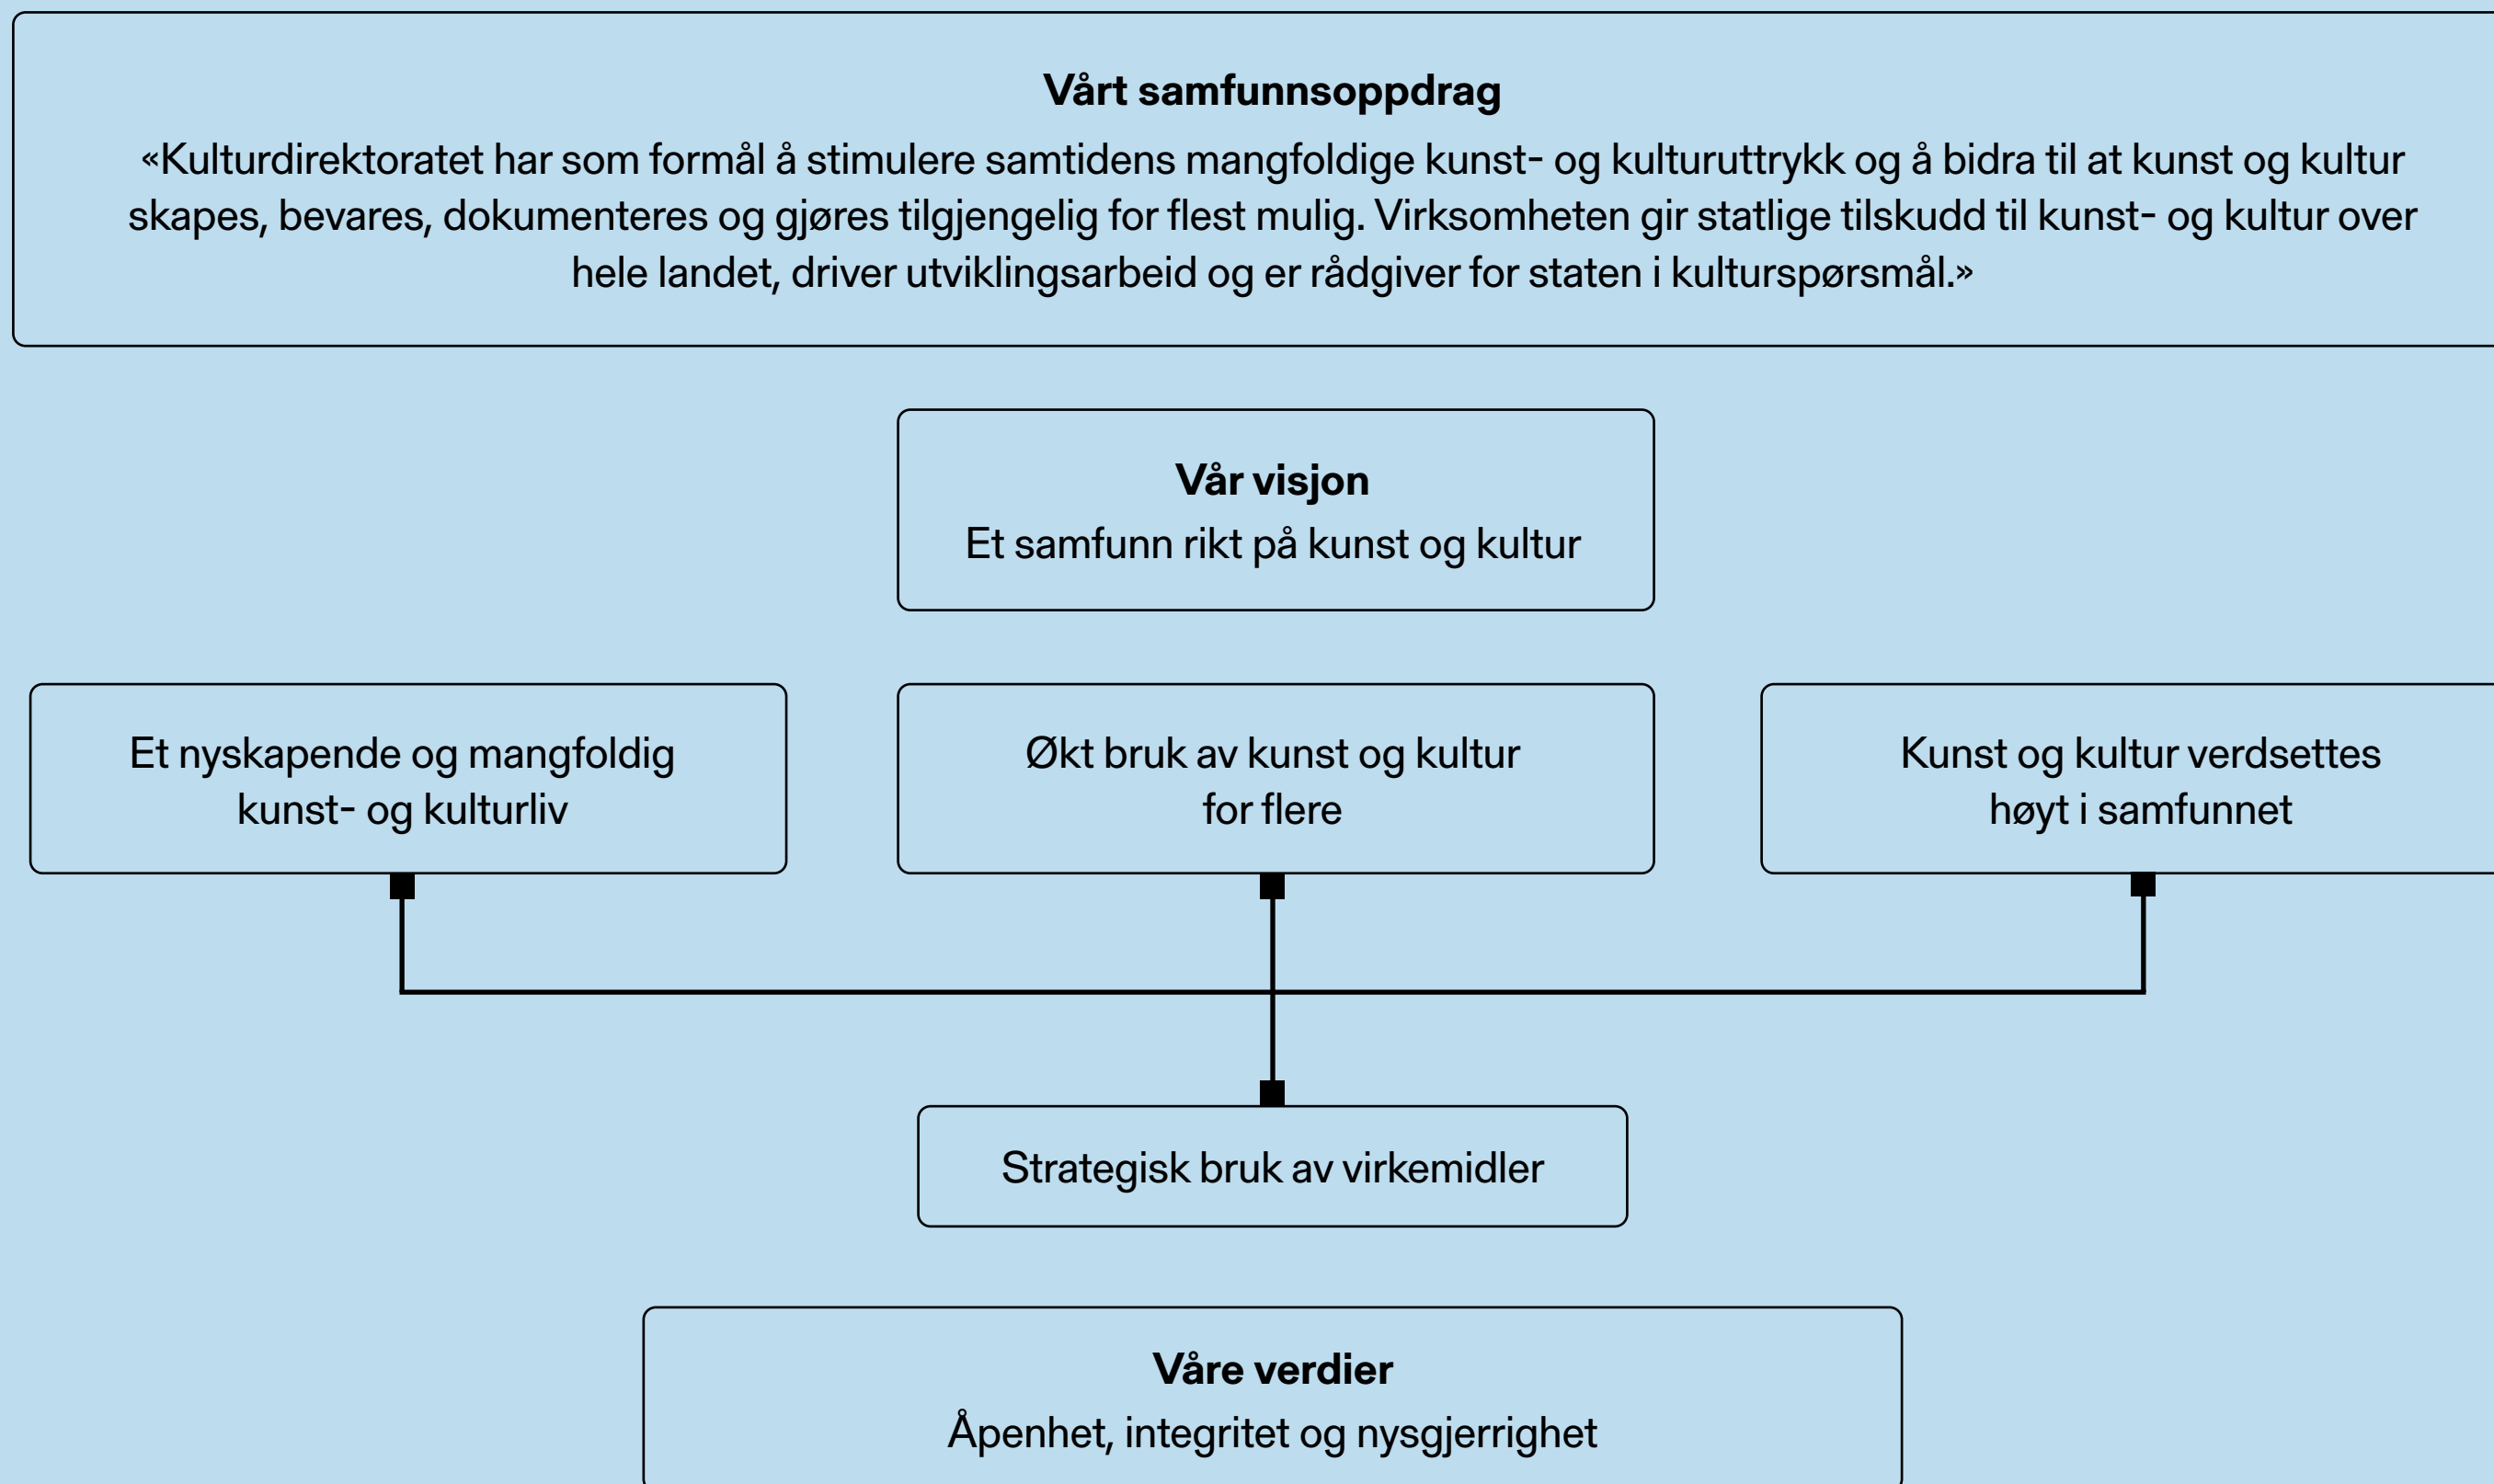 Vårt samfunnsoppdrag
«Kulturdirektoratet har som formål å stimulere samtidens mangfoldige kunst- og kulturuttrykk og å bidra til at kunst og kultur
skapes, bevares, dokumenteres og gjøres tilgjengelig for flest mulig. Virksomheten gir statlige tilskudd til kunst- og kultur over
hele landet, driver utviklingsarbeid og er rådgiver for staten i kulturspørsmål.»
Vår visjon
Et samfunn rikt på kunst og kultur
Et nyskapende og mangfoldig
kunst- og kulturliv
Økt bruk av kunst og kultur
for flere
Kunst og kultur verdsettes
høyt i samfunnet
Strategisk bruk av virkemidler
Våre verdier
Åpenhet, integritet og nysgjerrighet